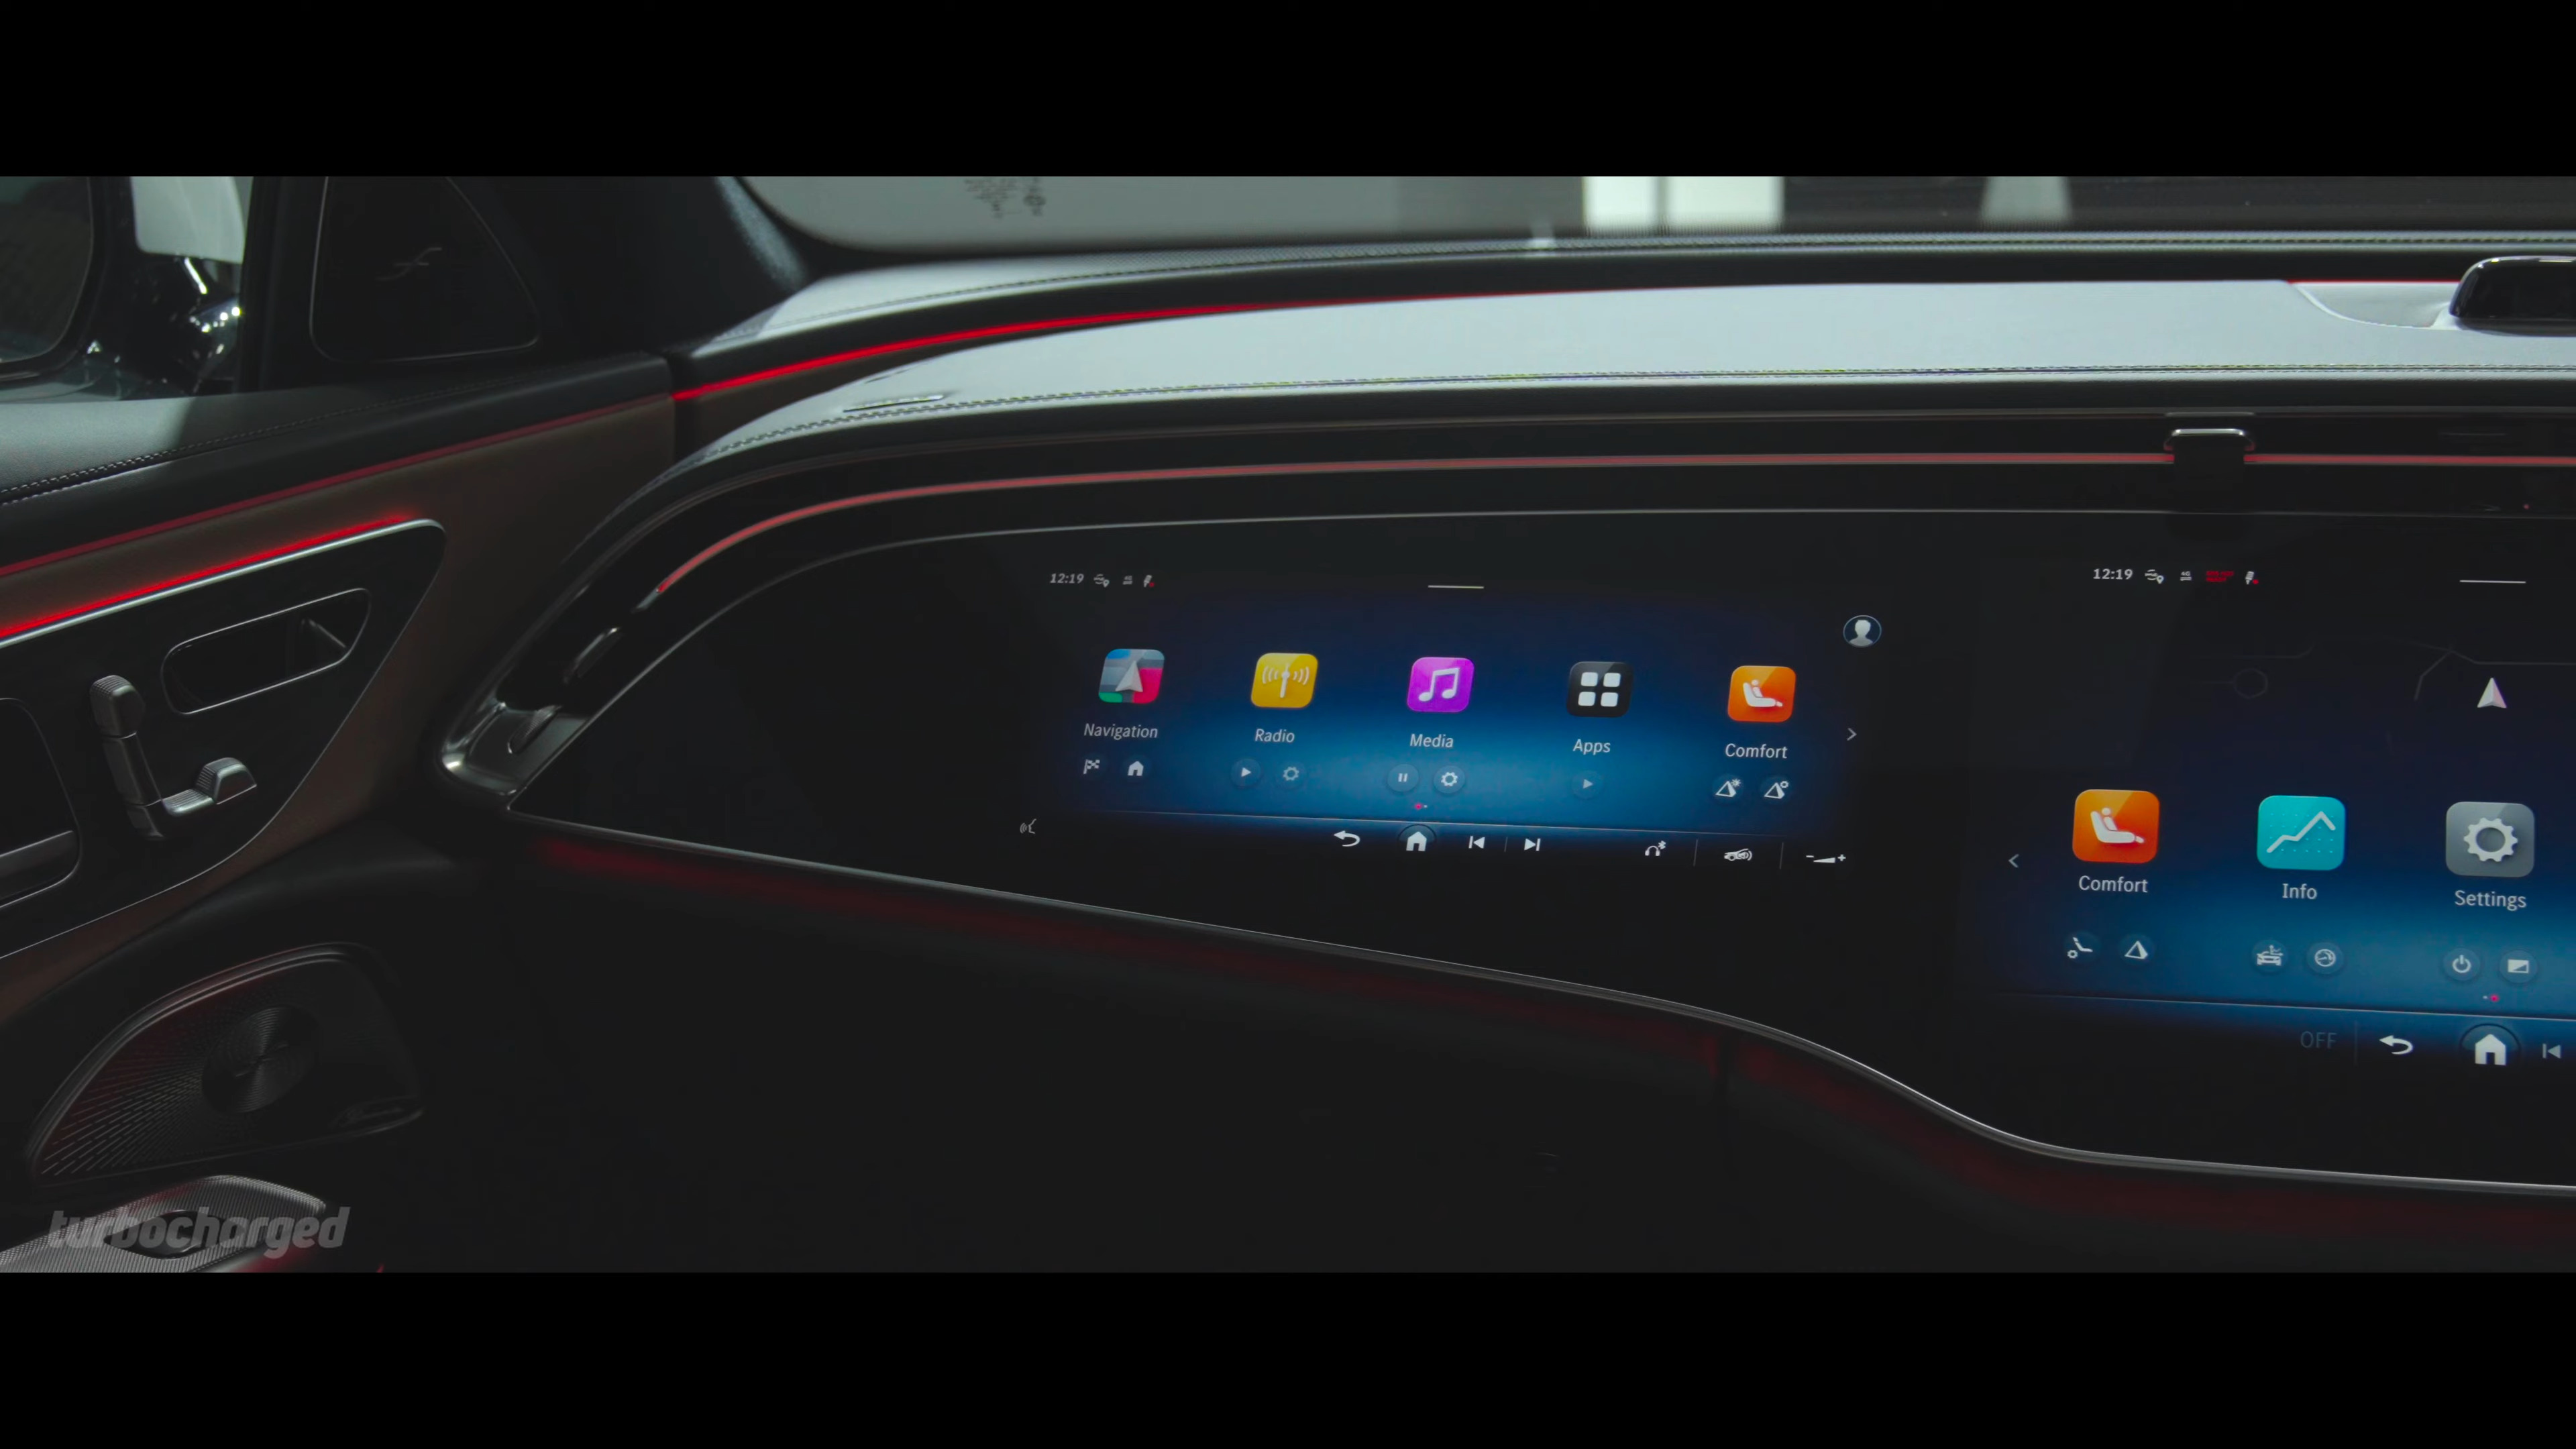 12:19
Navigation
Radio
Media
Apps
Comfort
12:19
Comfort
Info
Settings
OFF
turbocharged